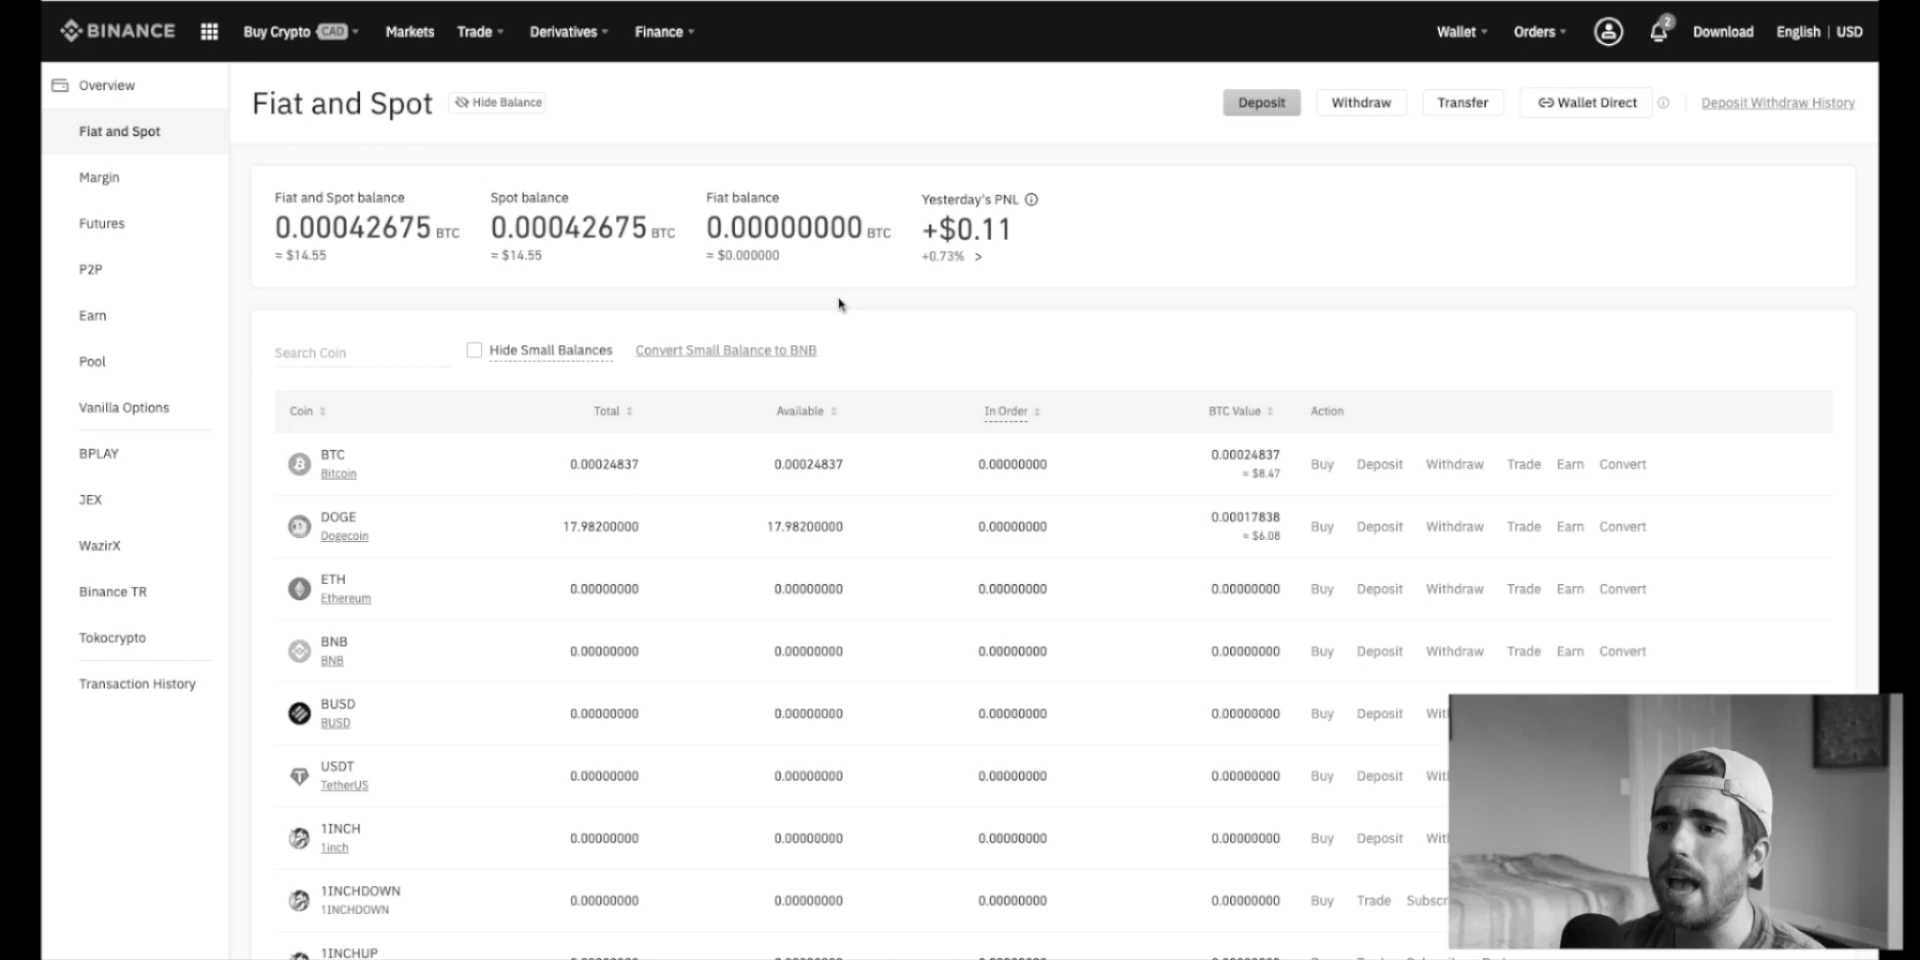 BINANCE Buy Crypto CAD Markets Trade Derivatives Finance Wallet Orders 2 Download English | USD
Overview
Fiat and Spot
Margin
Futures
P2P
Earn
Pool
Vanilla Options
BPLAY
JEX
WazirX
Binance TR
Tokocrypto
Transaction History
Fiat and Spot Hide Balance Deposit Withdraw Transfer Wallet Direct Deposit Withdraw History
Fiat and Spot balance Spot balance Fiat balance Yesterday's PNL
0.00042675 BTC 0.00042675 BTC 0.00000000 BTC +$0.11
≈ $14.55 ≈ $14.55 ≈ $0.000000 +0.73% >
Search Coin Hide Small Balances Convert Small Balance to BNB
Coin Total Available In Order BTC Value Action
BTC 0.00024837
Bitcoin 0.00024837 0.00024837 0.00000000 ≈ $8.47 Buy Deposit Withdraw Trade Earn Convert
DOGE 0.00017838
Dogecoin 17.98200000 17.98200000 0.00000000 ≈ $6.08 Buy Deposit Withdraw Trade Earn Convert
ETH
Ethereum 0.00000000 0.00000000 0.00000000 0.00000000 Buy Deposit Withdraw Trade Earn Convert
BNB
BNB 0.00000000 0.00000000 0.00000000 0.00000000 Buy Deposit Withdraw Trade Earn Convert
BUSD
BUSD 0.00000000 0.00000000 0.00000000 0.00000000 Buy Deposit
USDT
TetherUS 0.00000000 0.00000000 0.00000000 0.00000000 Buy Deposit
1INCH
1inch 0.00000000 0.00000000 0.00000000 0.00000000 Buy Deposit
1INCHDOWN
1INCHDOWN 0.00000000 0.00000000 0.00000000 0.00000000 Buy Trade Subscr
1INCHUP